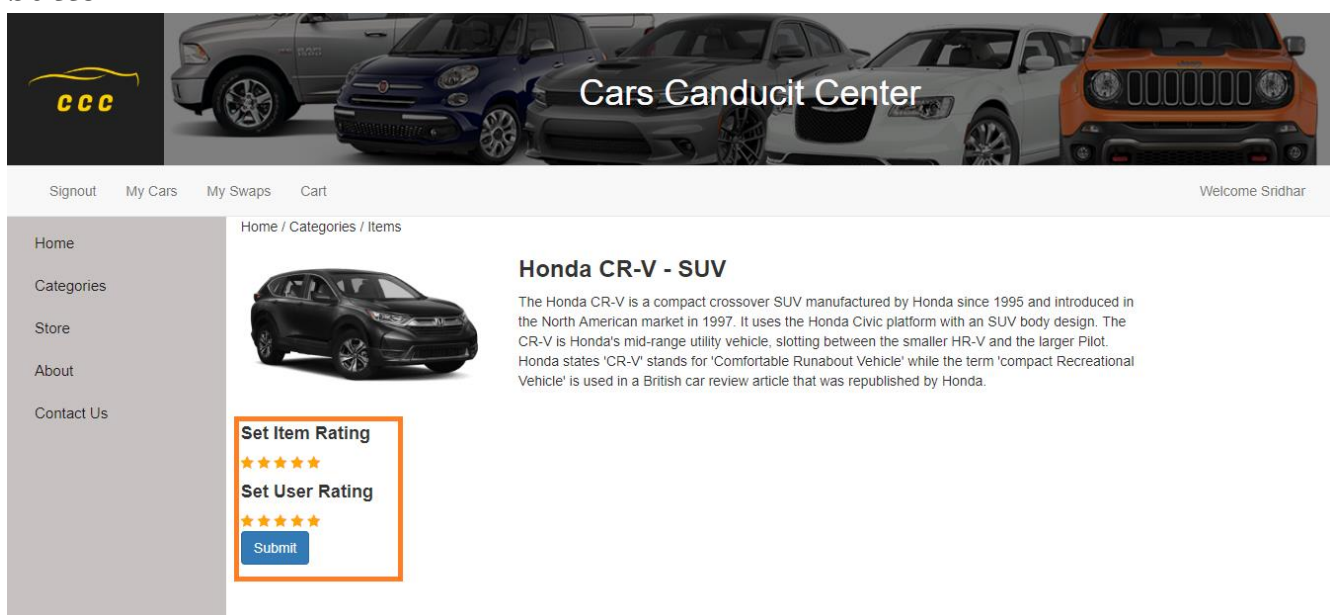 ccc
Cars Canducit Center
Signout My Cars My Swaps Cart Welcome Sridhar
Home
Categories
Store
About
Contact Us
Home / Categories / Items
Honda CR-V - SUV
The Honda CR-V is a compact crossover SUV manufactured by Honda since 1995 and introduced in
the North American market in 1997. It uses the Honda Civic platform with an SUV body design. The
CR-V is Honda's mid-range utility vehicle, slotting between the smaller HR-V and the larger Pilot.
Honda states 'CR-V' stands for 'Comfortable Runabout Vehicle' while the term 'compact Recreational
Vehicle' is used in a British car review article that was republished by Honda.
Set Item Rating
Set User Rating
Submit